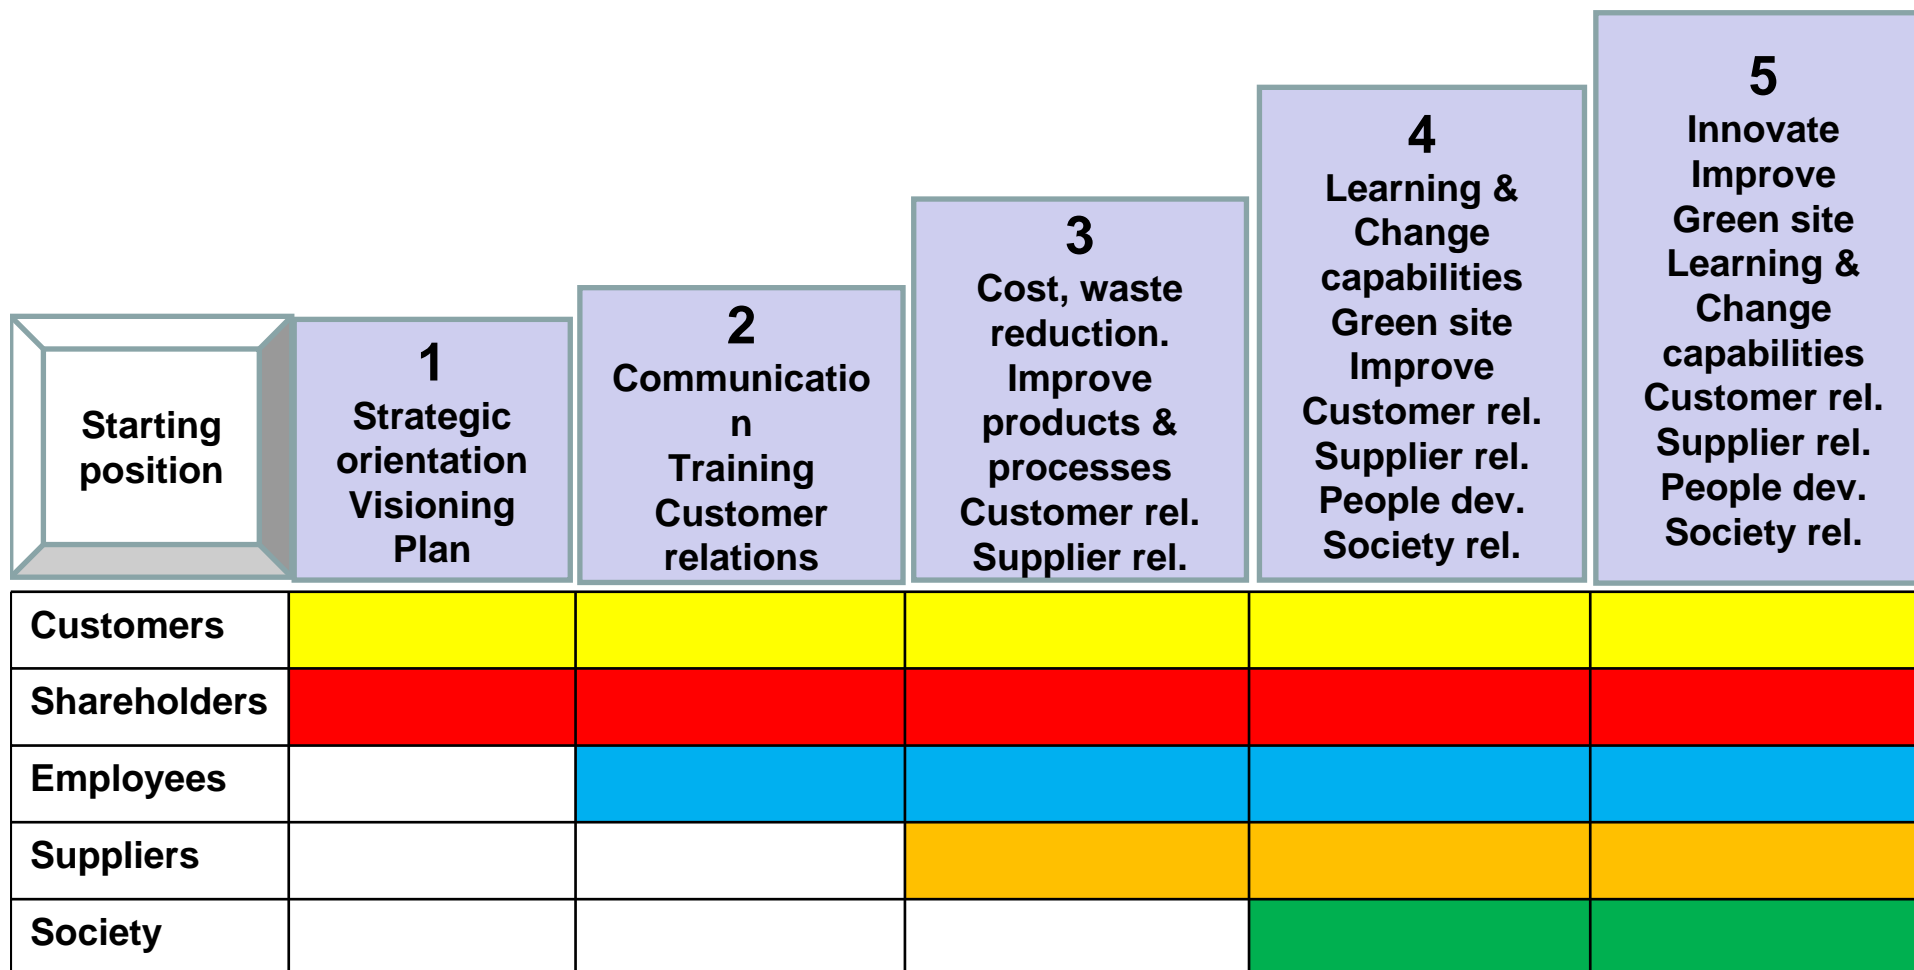 Starting
position
1
Strategic
orientation
Visioning
Plan
2
Communicatio
n
Training
Customer
relations
3
Cost, waste
reduction.
Improve
products &
processes
Customer rel.
Supplier rel.
4
Learning &
Change
capabilities
Green site
Improve
Customer rel.
Supplier rel.
People dev.
Society rel.
5
Innovate
Improve
Green site
Learning &
Change
capabilities
Customer rel.
Supplier rel.
People dev.
Society rel.
Customers
Shareholders
Employees
Suppliers
Society